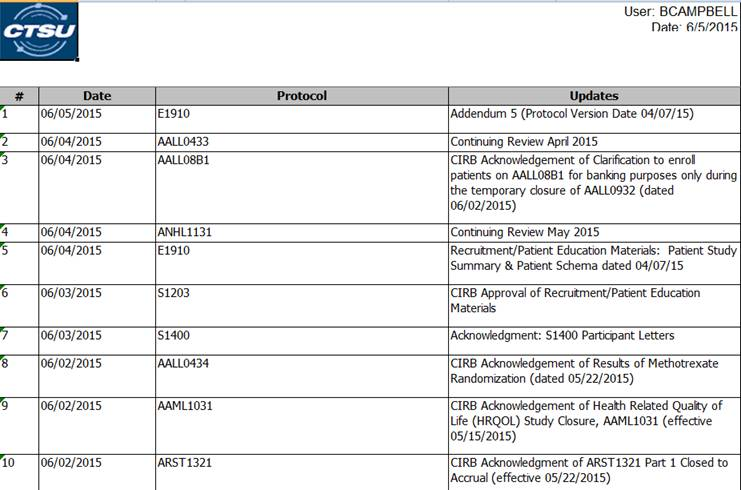 CTSU
User: BCAMPBELL
Date: 6/5/2015
# Date Protocol Updates
1 06/05/2015 E1910 Addendum 5 (Protocol Version Date 04/07/15)
2 06/04/2015 AALL0433 Continuing Review April 2015
3 06/04/2015 AALL08B1 CIRB Acknowledgement of Clarification to enroll
patients on AALL08B1 for banking purposes only during
the temporary closure of AALL0932 (dated
06/02/2015)
4 06/04/2015 ANHL1131 Continuing Review May 2015
5 06/04/2015 E1910 Recruitment/Patient Education Materials: Patient Study
Summary & Patient Schema dated 04/07/15
6 06/03/2015 S1203 CIRB Approval of Recruitment/Patient Education
Materials
7 06/03/2015 S1400 Acknowledgment: S1400 Participant Letters
8 06/02/2015 AALL0434 CIRB Acknowledgement of Results of Methotrexate
Randomization (dated 05/22/2015)
9 06/02/2015 AAML1031 CIRB Acknowledgement of Health Related Quality of
Life (HRQOL) Study Closure, AAML1031 (effective
05/15/2015)
10 06/02/2015 ARST1321 CIRB Acknowledgment of ARST1321 Part 1 Closed to
Accrual (effective 05/22/2015)